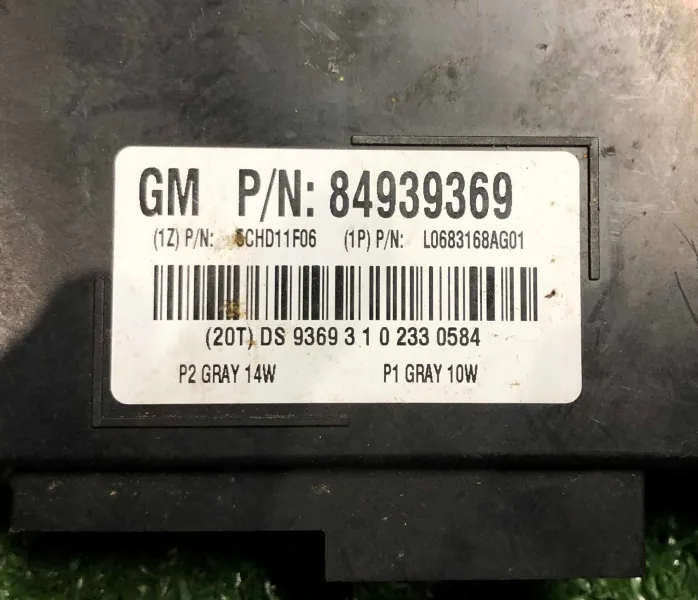 GM P/N: 84939369
(1Z) P/N: 5CHD11F06 (1P) P/N: L0683168AG01
(20T) DS 9369 3 1 0 233 0584
P2 GRAY 14W P1 GRAY 10W